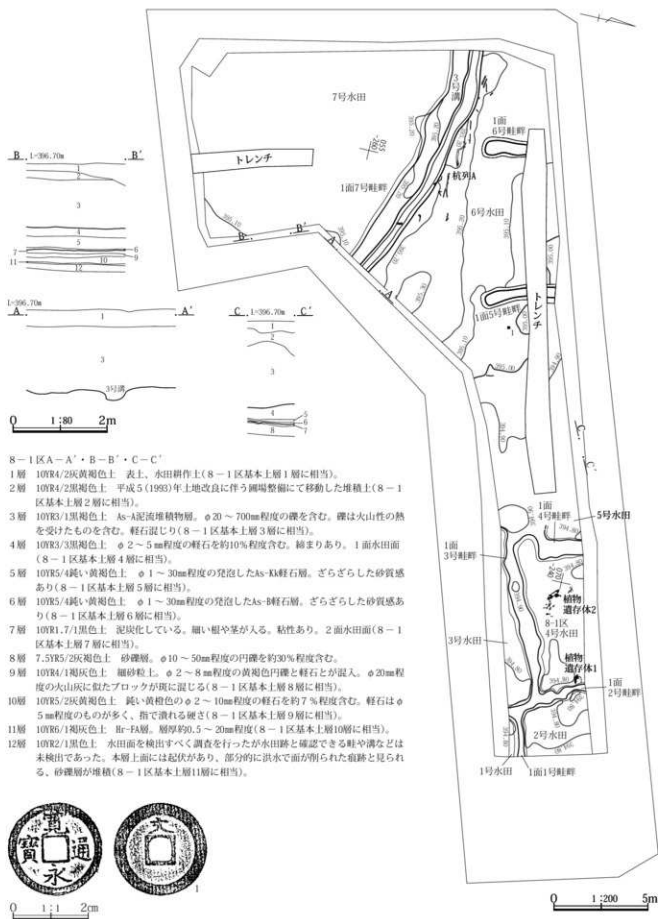 7号水田
3号溝
1面
6号畦畔
055
-260
トレンチ
1面7号畦畔
杭列A
6号水田
395.20
395.10
B L=396.70m B′
1
2
3
4
5
6
7
8
9
10
11
12
L=396.70m
A′
1
3
3号溝
C L=396.70m C′
1
2
3
4
5
6
7
8
0 1:80 2m
B B′ A
A′
1面5号畦畔
トレンチ
1
395.00
394.90
C C′
1面
4号畦畔
5号水田
1面
3号畦畔
植物
遺存体2
8-1区
4号水田
3号水田
植物
遺存体1
1面
2号畦畔
394.80
2号水田
1号水田
1面1号畦畔
8－1区A－A′・B－B′・C－C′
1層 10YR4/2灰黄褐色土 表土、水田耕作土(8－1区基本土層1層に相当)。
2層 10YR4/2黒褐色土 平成5(1993)年土地改良に伴う圃場整備にて移動した堆積土(8－1
区基本土層2層に相当)。
3層 10YR3/1黒褐色土 As-A泥流堆積物層。φ20～700㎜程度の礫を含む。礫は火山性の熱
を受けたものを含む。軽石混じり(8－1区基本土層3層に相当)。
4層 10YR3/3黒褐色土 φ2～5㎜程度の軽石を約10％程度含む。締まりあり。1面水田面
(8－1区基本土層4層に相当)。
5層 10YR5/4鈍い黄褐色土 φ1～30㎜程度の発泡したAs-Kk軽石層。ざらざらした砂質感
あり(8－1区基本土層5層に相当)。
6層 10YR5/4鈍い黄褐色土 φ1～30㎜程度の発泡したAs-B軽石層。ざらざらした砂質感あ
り(8－1区基本土層6層に相当)。
7層 10YR1.7/1黒色土 泥炭化している。細い根や茎が入る。粘性あり。2面水田面(8－1
区基本土層7層に相当)。
8層 7.5YR5/2灰褐色土 砂礫層。φ10～50㎜程度の円礫を約30％程度含む。
9層 10YR4/1褐灰色土 細砂粒土。φ2～8㎜程度の黄褐色円礫と軽石とが混入。φ20㎜程
度の火山灰に似たブロックが斑に混じる(8－1区基本土層8層に相当)。
10層 10YR5/2灰黄褐色土 鈍い黄橙色のφ2～10㎜程度の軽石を約7％程度含む。軽石はφ
5㎜程度のものが多く、指で潰れる硬さ(8－1区基本土層9層に相当)。
11層 10YR6/1褐灰色土 Hr-FA層。層厚約0.5～20㎜程度(8－1区基本土層10層に相当)。
12層 10YR2/1黒色土 水田面を検出すべく調査を行ったが水田跡と確認できる畦や溝などは
未検出であった。本層上面には起伏があり、部分的に洪水で面が削られた痕跡と見られ
る、砂礫層が堆積(8－1区基本土層11層に相当)。
寛永通寳
文
1
0 1:1 2cm
0 1:200 5m